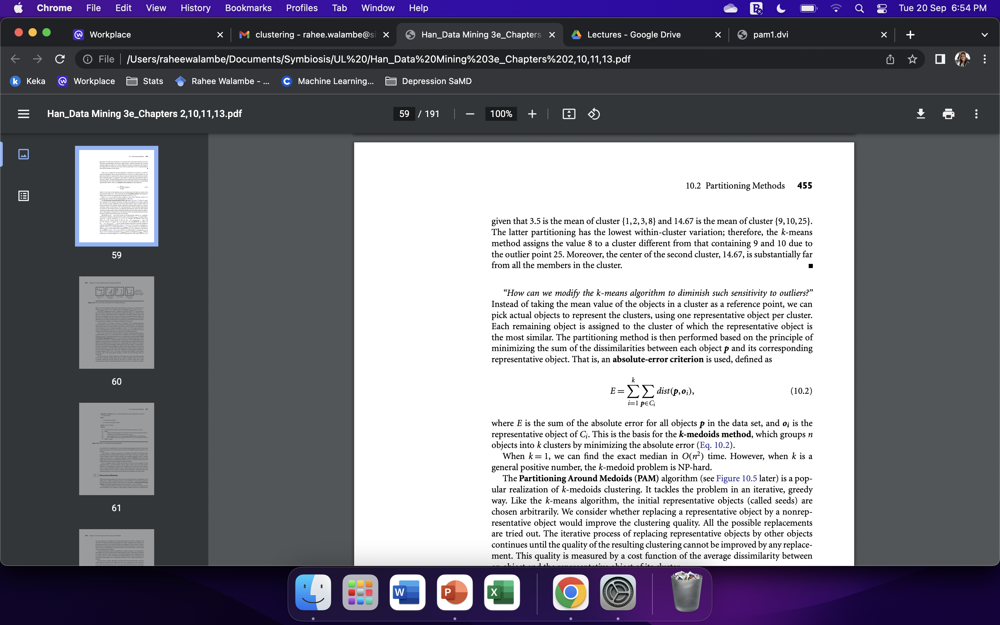 Chrome File Edit View History Bookmarks Profiles Tab Window Help Tue 20 Sep 6:54 PM
Workplace clustering - rahee.walambe@si Han_Data Mining 3e_Chapters Lectures - Google Drive pam1.dvi
File /Users/raheewalambe/Documents/Symbiosis/UL%20/Han_Data%20Mining%203e_Chapters%202,10,11,13.pdf
Keka Workplace Stats Rahee Walambe - ... Machine Learning... Depression SaMD
Han_Data Mining 3e_Chapters 2,10,11,13.pdf 59 / 191 100%
59
60
61
10.2 Partitioning Methods 455
given that 3.5 is the mean of cluster {1,2,3,8} and 14.67 is the mean of cluster {9,10,25}.
The latter partitioning has the lowest within-cluster variation; therefore, the k-means
method assigns the value 8 to a cluster different from that containing 9 and 10 due to
the outlier point 25. Moreover, the center of the second cluster, 14.67, is substantially far
from all the members in the cluster.
“How can we modify the k-means algorithm to diminish such sensitivity to outliers?”
Instead of taking the mean value of the objects in a cluster as a reference point, we can
pick actual objects to represent the clusters, using one representative object per cluster.
Each remaining object is assigned to the cluster of which the representative object is
the most similar. The partitioning method is then performed based on the principle of
minimizing the sum of the dissimilarities between each object p and its corresponding
representative object. That is, an absolute-error criterion is used, defined as
E = ∑_{i=1}^{k} ∑_{p∈C_i} dist(p, o_i), (10.2)
where E is the sum of the absolute error for all objects p in the data set, and o_i is the
representative object of C_i. This is the basis for the k-medoids method, which groups n
objects into k clusters by minimizing the absolute error (Eq. 10.2).
When k = 1, we can find the exact median in O(n²) time. However, when k is a
general positive number, the k-medoid problem is NP-hard.
The Partitioning Around Medoids (PAM) algorithm (see Figure 10.5 later) is a pop-
ular realization of k-medoids clustering. It tackles the problem in an iterative, greedy
way. Like the k-means algorithm, the initial representative objects (called seeds) are
chosen arbitrarily. We consider whether replacing a representative object by a nonrep-
resentative object would improve the clustering quality. All the possible replacements
are tried out. The iterative process of replacing representative objects by other objects
continues until the quality of the resulting clustering cannot be improved by any replace-
ment. This quality is measured by a cost function of the average dissimilarity between